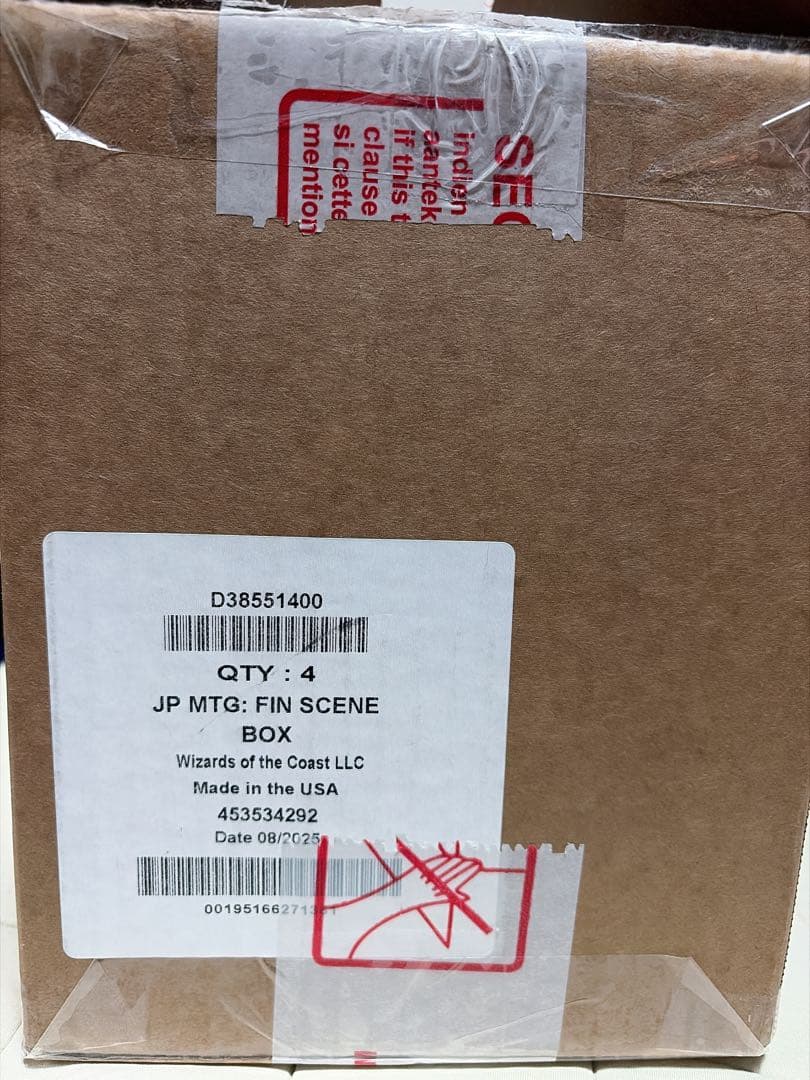 SEC
indien
aantek
if this t
clause
si cette
mention
D38551400
QTY : 4
JP MTG: FIN SCENE
BOX
Wizards of the Coast LLC
Made in the USA
453534292
Date 08/2025